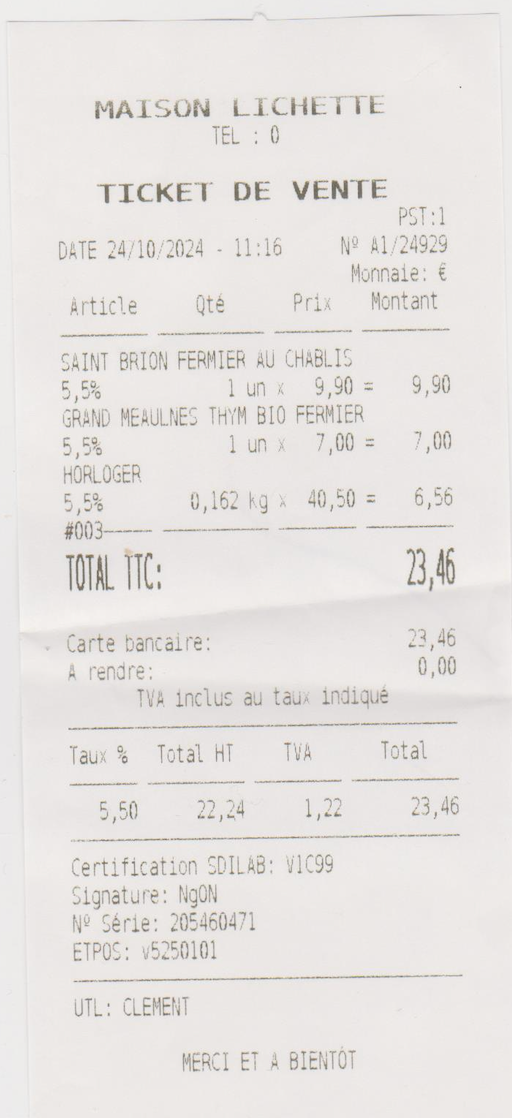 MAISON LICHETTE
TEL : 0
TICKET DE VENTE
PST:1
DATE 24/10/2024 - 11:16 Nº A1/24929
Monnaie: €
Article Qté Prix Montant
SAINT BRION FERMIER AU CHABLIS
5,5% 1 un x 9,90 = 9,90
GRAND MEAULNES THYM BIO FERMIER
5,5% 1 un x 7,00 = 7,00
HORLOGER
5,5% 0,162 kg x 40,50 = 6,56
#003
TOTAL TTC: 23,46
Carte bancaire: 23,46
A rendre: 0,00
TVA inclus au taux indiqué
Taux % Total HT TVA Total
5,50 22,24 1,22 23,46
Certification SDILAB: V1C99
Signature: NgON
Nº Série: 205460471
ETPOS: v5250101
UTL: CLEMENT
MERCI ET A BIENTÔT